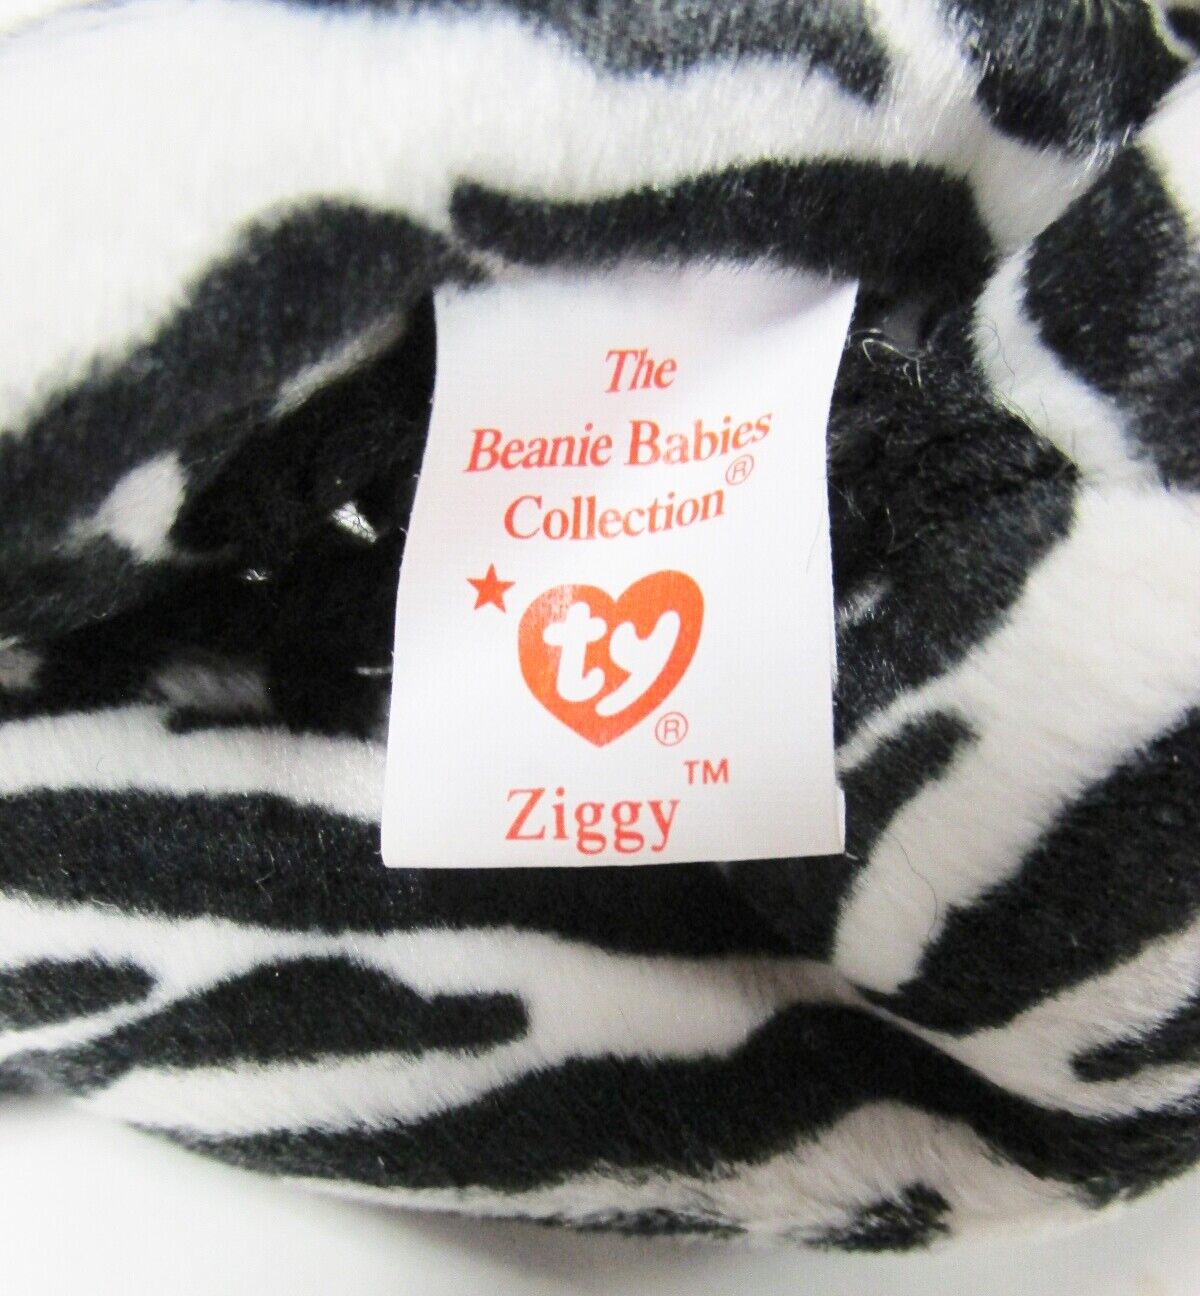 The
Beanie Babies
Collection®
ty®
Ziggy™